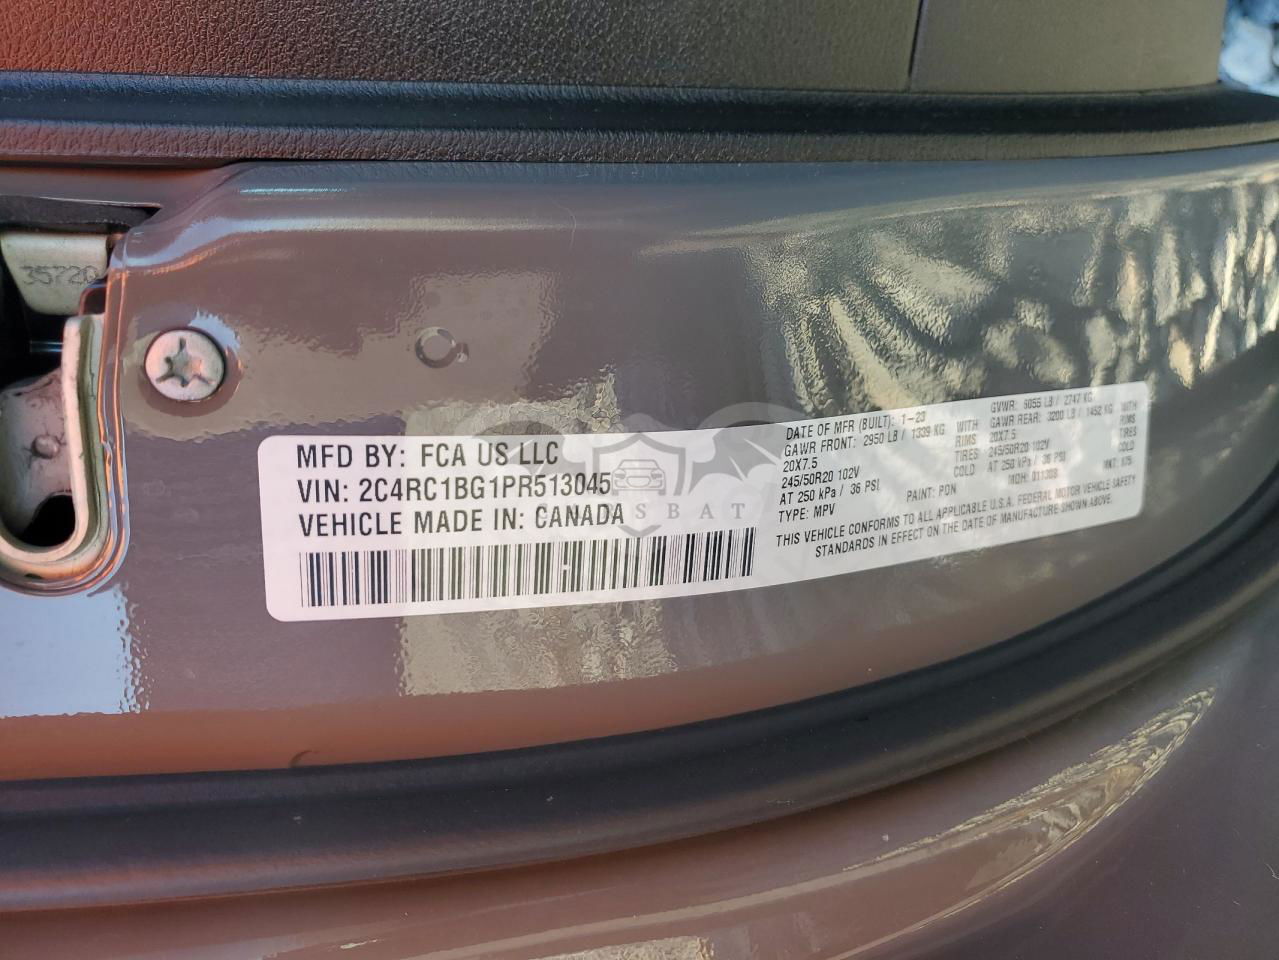 35720
MFD BY: FCA US LLC
VIN: 2C4RC1BG1PR513045
VEHICLE MADE IN: CANADA
DATE OF MFR (BUILT): 1-23 GVWR: 6055 LB / 2747 KG
GAWR FRONT: 2950 LB / 1339 KG WITH GAWR REAR: 3200 LB / 1452 KG WITH
20X7.5 RIMS 20X7.5 RIMS
245/50R20 102V TIRES 245/50R20 102V TIRES
AT 250 kPa / 36 PSI COLD AT 250 kPa / 36 PSI COLD
TYPE: MPV PAINT: PDN MDH: 011308
THIS VEHICLE CONFORMS TO ALL APPLICABLE U.S.A. FEDERAL MOTOR VEHICLE SAFETY
STANDARDS IN EFFECT ON THE DATE OF MANUFACTURE SHOWN ABOVE.